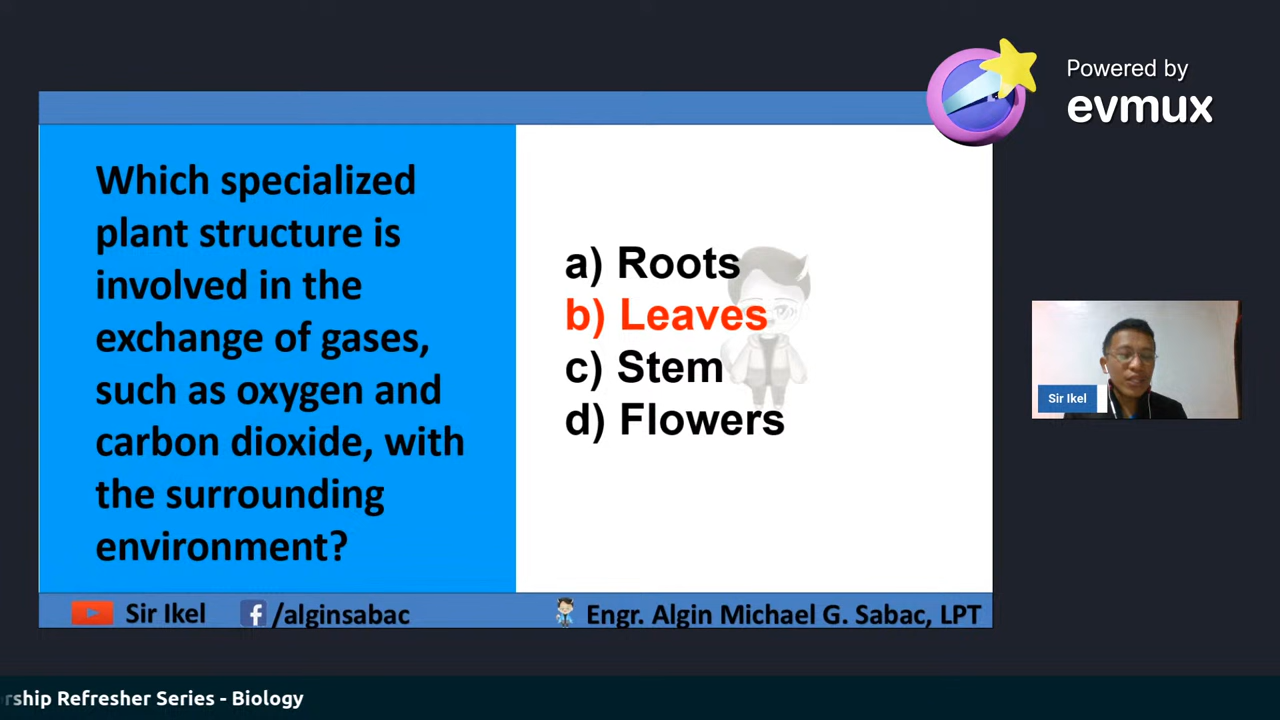 Powered by
evmux
Which specialized
plant structure is
involved in the
exchange of gases,
such as oxygen and
carbon dioxide, with
the surrounding
environment?
a) Roots
b) Leaves
c) Stem
d) Flowers
Sir Ikel
Sir Ikel
/alginsabac
Engr. Algin Michael G. Sabac, LPT
rship Refresher Series - Biology